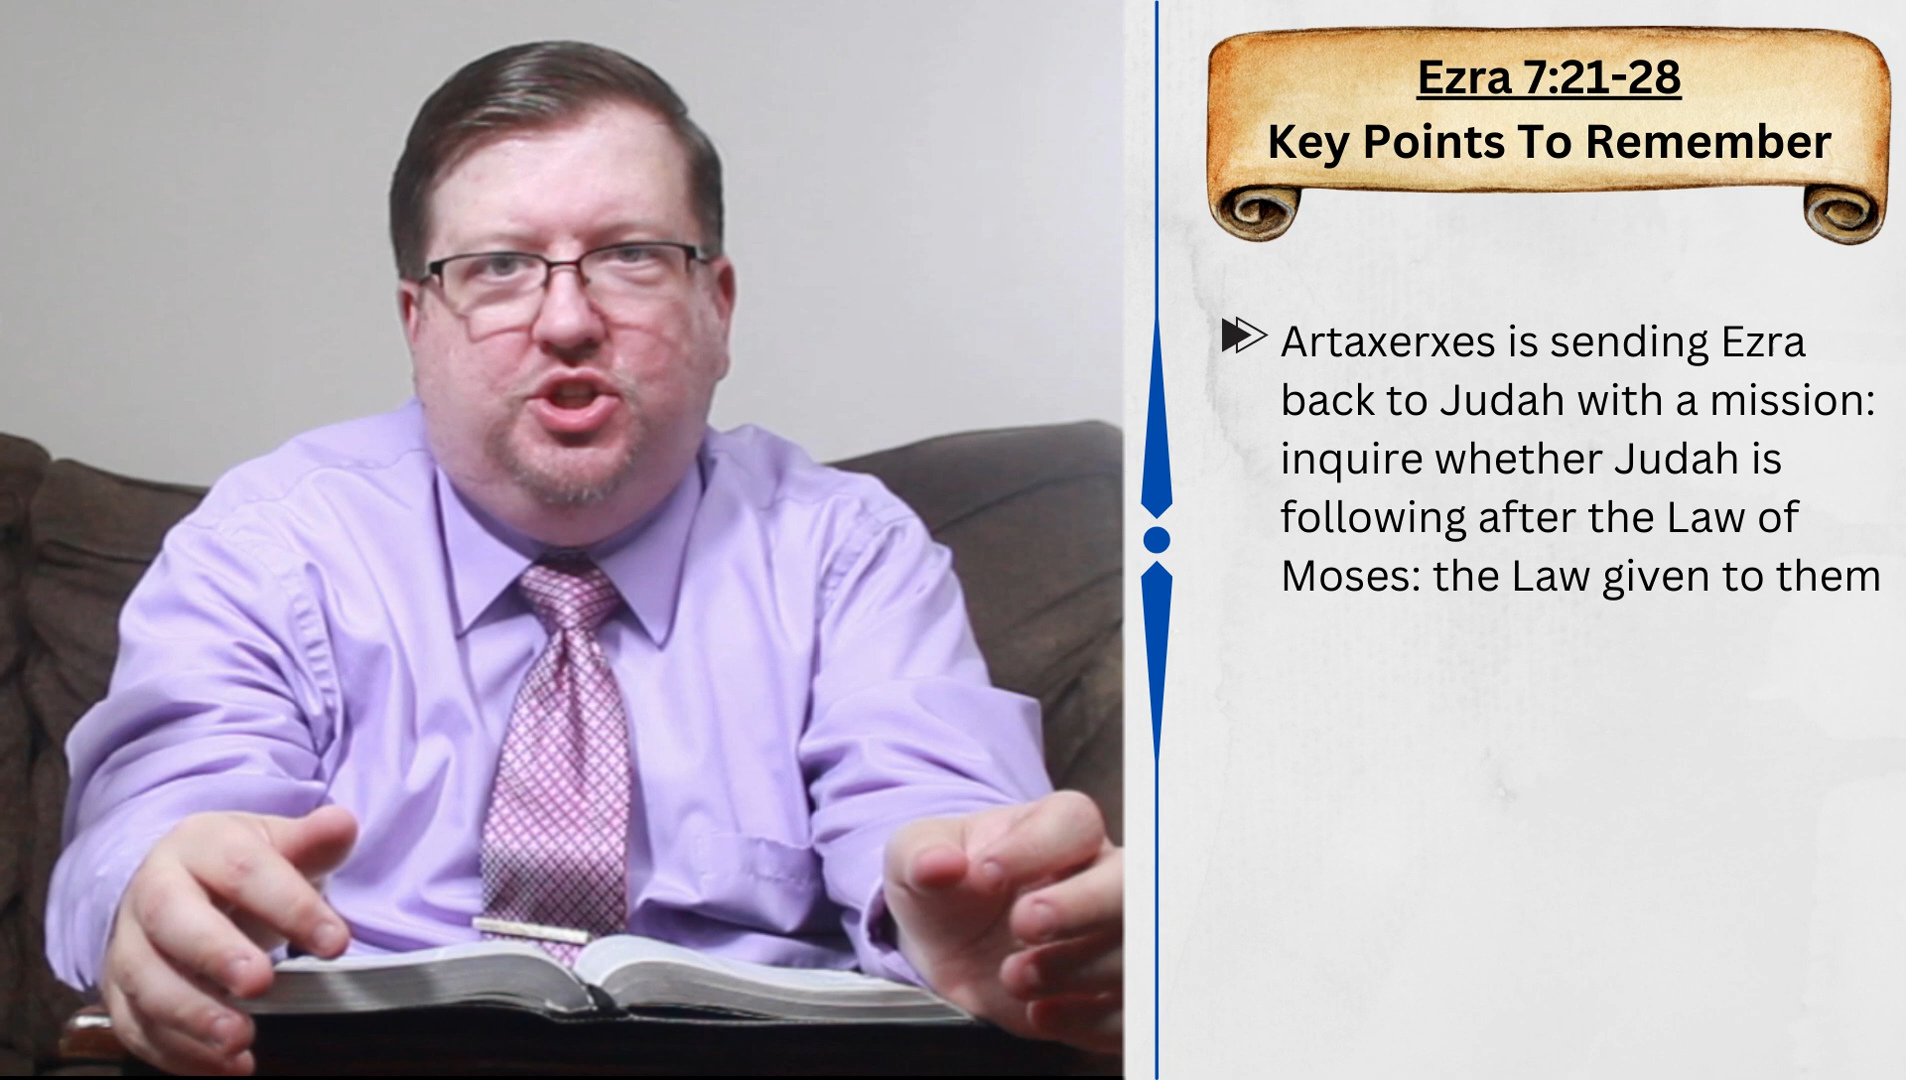 Ezra 7:21-28
Key Points To Remember
Artaxerxes is sending Ezra
back to Judah with a mission:
inquire whether Judah is
following after the Law of
Moses: the Law given to them